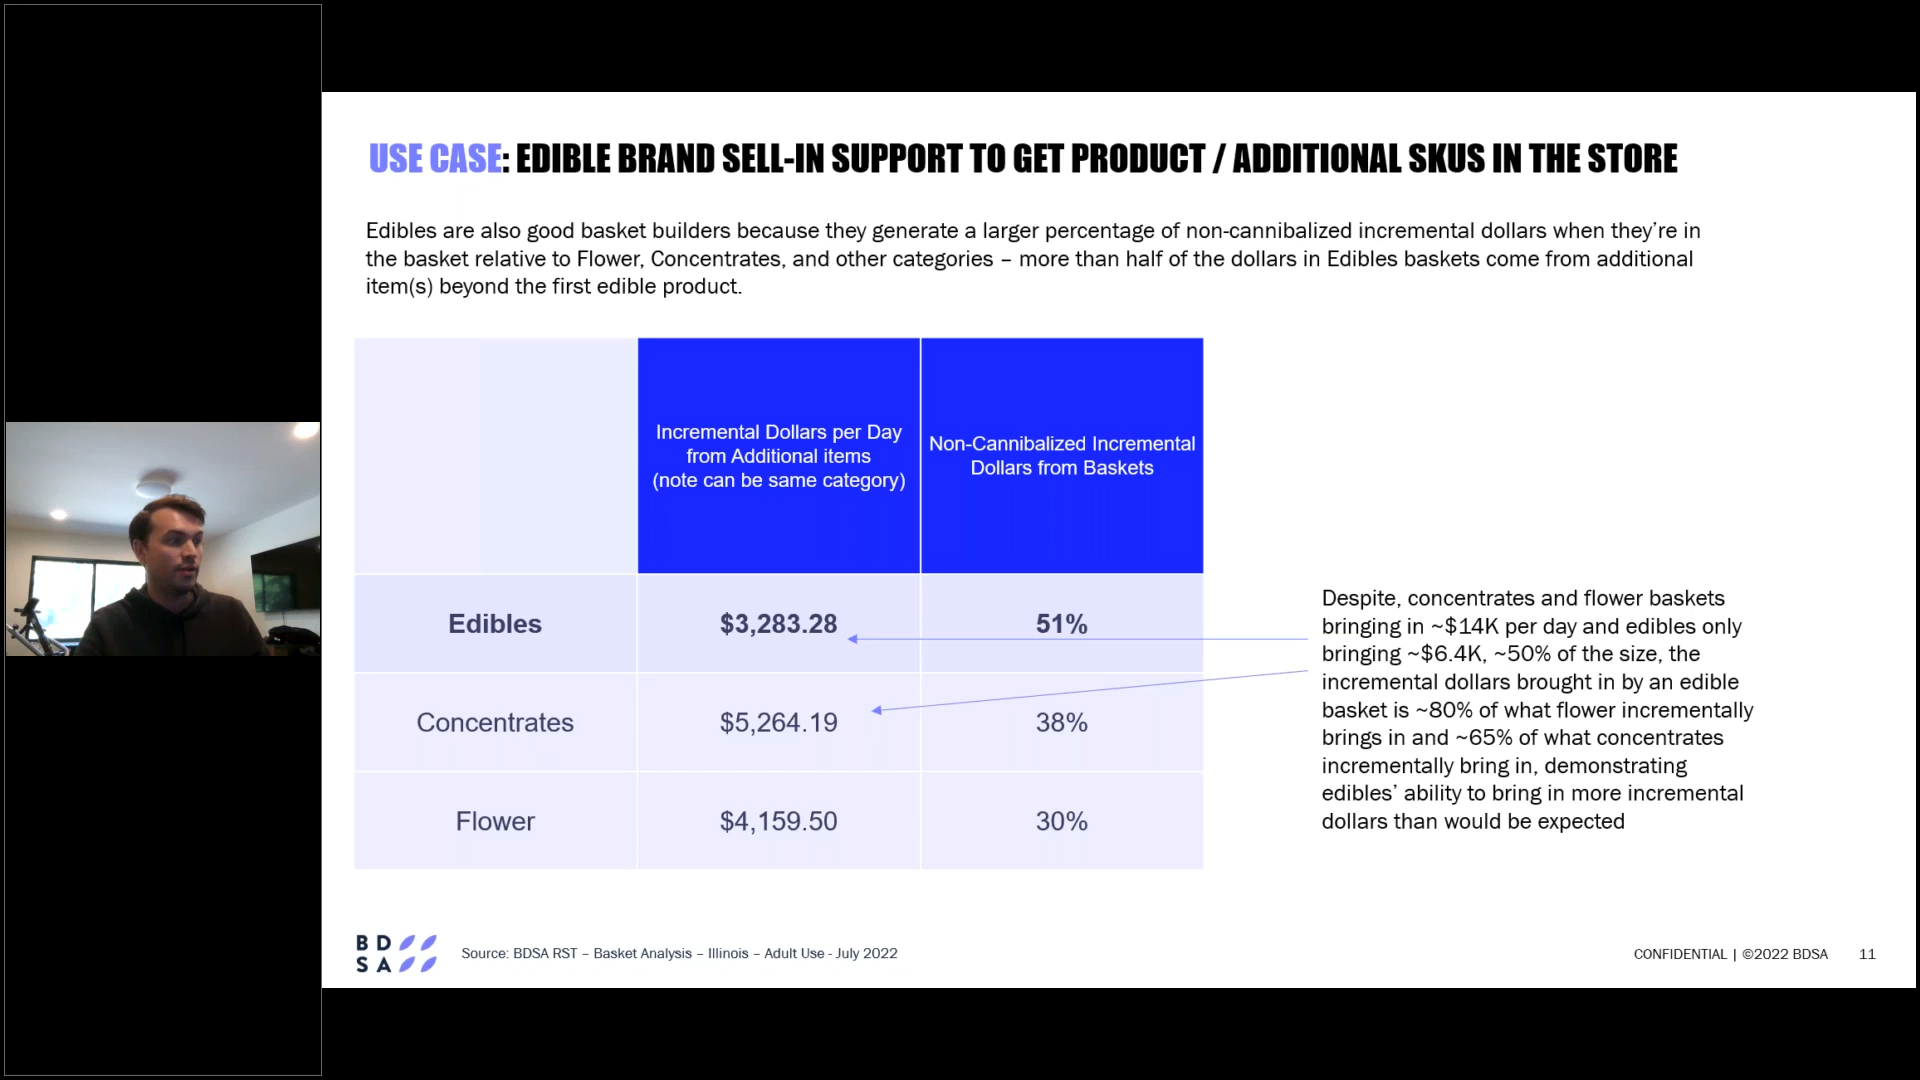 USE CASE: EDIBLE BRAND SELL-IN SUPPORT TO GET PRODUCT / ADDITIONAL SKUS IN THE STORE
Edibles are also good basket builders because they generate a larger percentage of non-cannibalized incremental dollars when they’re in
the basket relative to Flower, Concentrates, and other categories – more than half of the dollars in Edibles baskets come from additional
item(s) beyond the first edible product.
Incremental Dollars per Day
from Additional items
(note can be same category)
Non-Cannibalized Incremental
Dollars from Baskets
Edibles
$3,283.28
51%
Concentrates
$5,264.19
38%
Flower
$4,159.50
30%
Despite, concentrates and flower baskets
bringing in ~$14K per day and edibles only
bringing ~$6.4K, ~50% of the size, the
incremental dollars brought in by an edible
basket is ~80% of what flower incrementally
brings in and ~65% of what concentrates
incrementally bring in, demonstrating
edibles’ ability to bring in more incremental
dollars than would be expected
BD
SA
Source: BDSA RST – Basket Analysis – Illinois – Adult Use - July 2022
CONFIDENTIAL | ©2022 BDSA
11